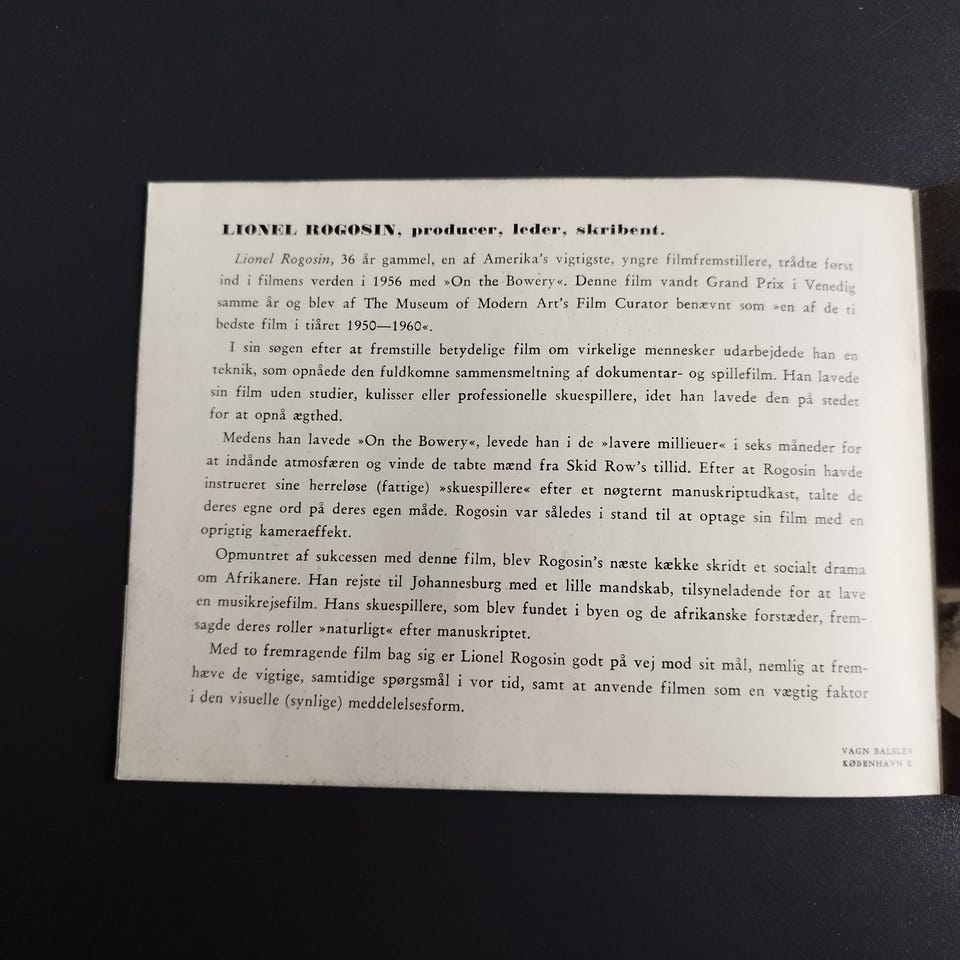 LIONEL ROGOSIN, producer, leder, skribent.
Lionel Rogosin, 36 år gammel, en af Amerika's vigtigste, yngre filmfremstillere, trådte først
ind i filmens verden i 1956 med »On the Bowery«. Denne film vandt Grand Prix i Venedig
samme år og blev af The Museum of Modern Art's Film Curator benævnt som »en af de ti
bedste film i tiåret 1950—1960«.
I sin søgen efter at fremstille betydelige film om virkelige mennesker udarbejdede han en
teknik, som opnåede den fuldkomne sammensmeltning af dokumentar- og spillefilm. Han lavede
sin film uden studier, kulisser eller professionelle skuespillere, idet han lavede den på stedet
for at opnå ægthed.
Medens han lavede »On the Bowery«, levede han i de »lavere millieuer« i seks måneder for
at indånde atmosfæren og vinde de tabte mænd fra Skid Row's tillid. Efter at Rogosin havde
instrueret sine herreløse (fattige) »skuespillere« efter et nøgternt manuskriptudkast, talte de
deres egne ord på deres egen måde. Rogosin var således i stand til at optage sin film med en
oprigtig kameraeffekt.
Opmuntret af sukcessen med denne film, blev Rogosin's næste kække skridt et socialt drama
om Afrikanere. Han rejste til Johannesburg med et lille mandskab, tilsyneladende for at lave
en musikrejsefilm. Hans skuespillere, som blev fundet i byen og de afrikanske forstæder, frem-
sagde deres roller »naturligt« efter manuskriptet.
Med to fremragende film bag sig er Lionel Rogosin godt på vej mod sit mål, nemlig at frem-
hæve de vigtige, samtidige spørgsmål i vor tid, samt at anvende filmen som en vægtig faktor
i den visuelle (synlige) meddelelsesform.
VAGN BALSLEV
KØBENHAVN K